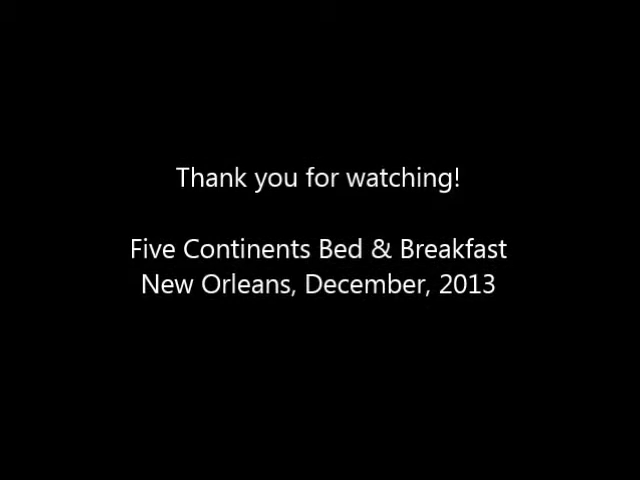 Thank you for watching!
Five Continents Bed & Breakfast
New Orleans, December, 2013